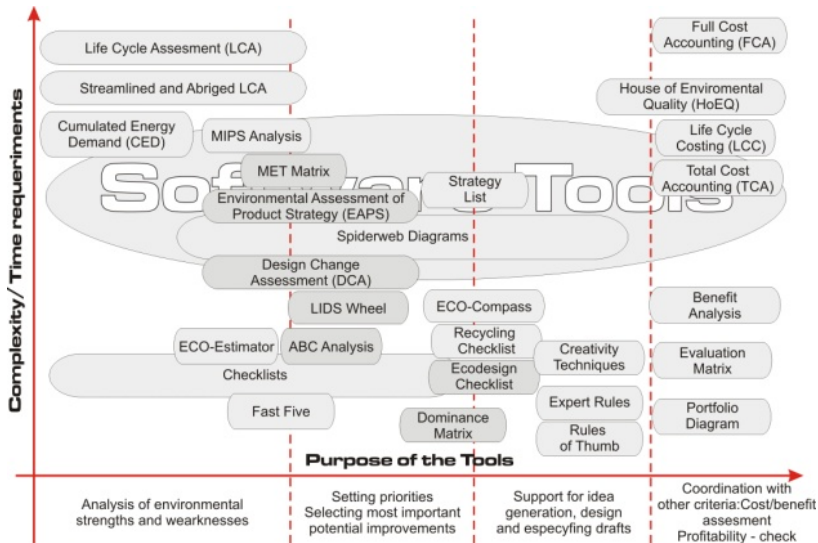 Complexity/ Time requeriments
Life Cycle Assesment (LCA)
Full Cost
Accounting (FCA)
Streamlined and Abriged LCA
House of Enviromental
Quality (HoEQ)
Cumulated Energy
Demand (CED)
MIPS Analysis
Life Cycle
Costing (LCC)
MET Matrix
Software Tools
Strategy
List
Total Cost
Accounting (TCA)
Environmental Assessment of
Product Strategy (EAPS)
Spiderweb Diagrams
Design Change
Assessment (DCA)
LIDS Wheel
ECO-Compass
Benefit
Analysis
ECO-Estimator
ABC Analysis
Recycling
Checklist
Creativity
Techniques
Evaluation
Matrix
Checklists
Ecodesign
Checklist
Fast Five
Dominance
Matrix
Expert Rules
Rules
of Thumb
Portfolio
Diagram
Purpose of the Tools
Analysis of environmental
strengths and weaknesses
Setting priorities
Selecting most important
potential improvements
Support for idea
generation, design
and especyfing drafts
Coordination with
other criteria:Cost/benefit
assesment
Profitability - check